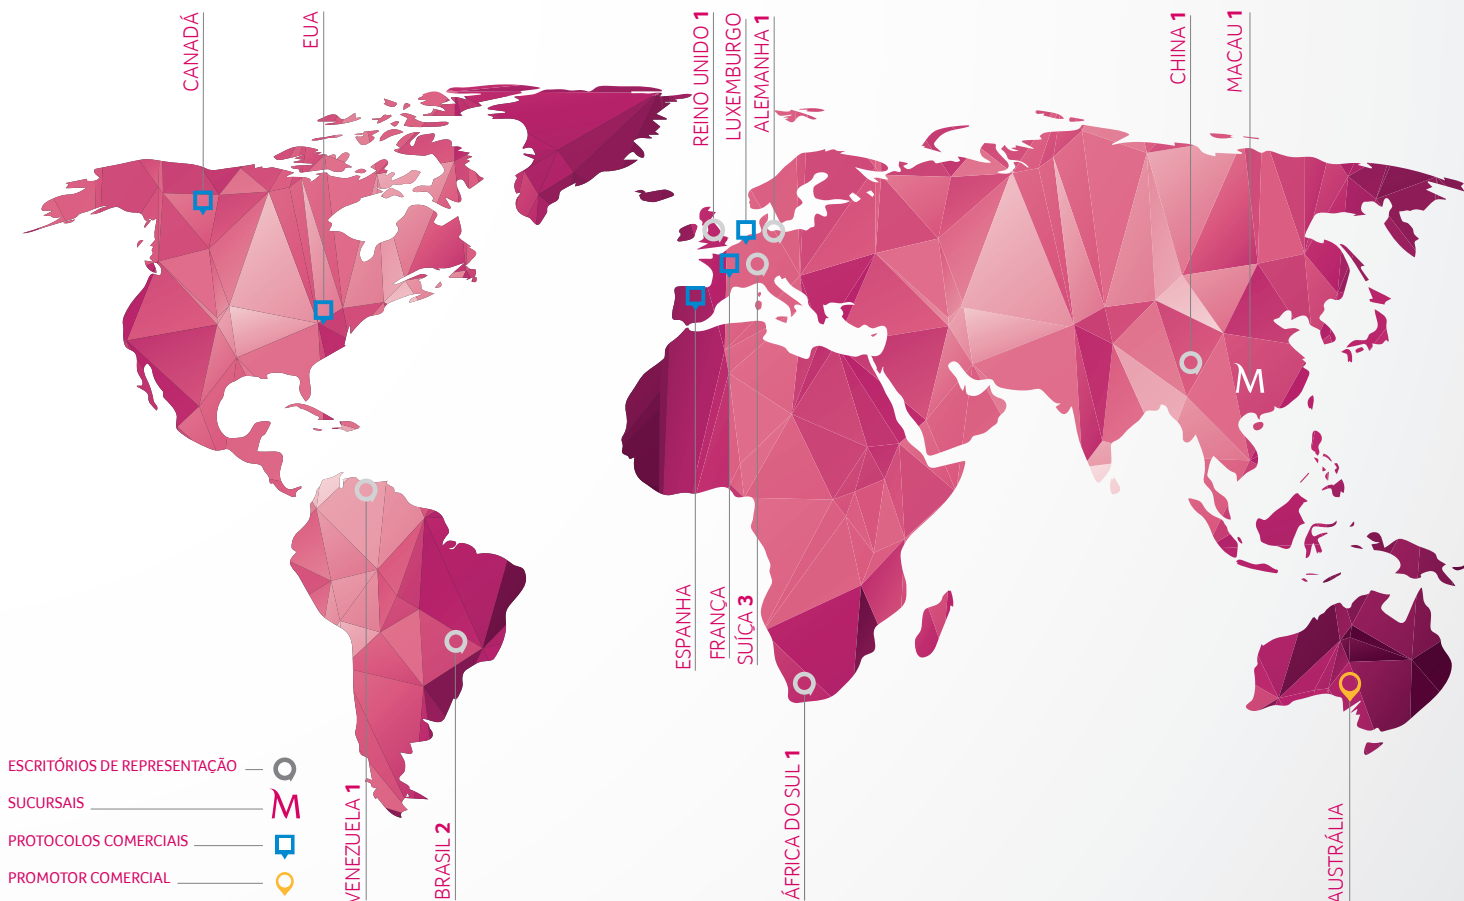 CANADÁ
EUA
REINO UNIDO 1
LUXEMBURGO
ALEMANHA 1
CHINA 1
MACAU 1
M
ESPANHA
FRANÇA
SUÍÇA 3
VENEZUELA 1
BRASIL 2
ÁFRICA DO SUL 1
AUSTRÁLIA
ESCRITÓRIOS DE REPRESENTAÇÃO
SUCURSAIS M
PROTOCOLOS COMERCIAIS
PROMOTOR COMERCIAL